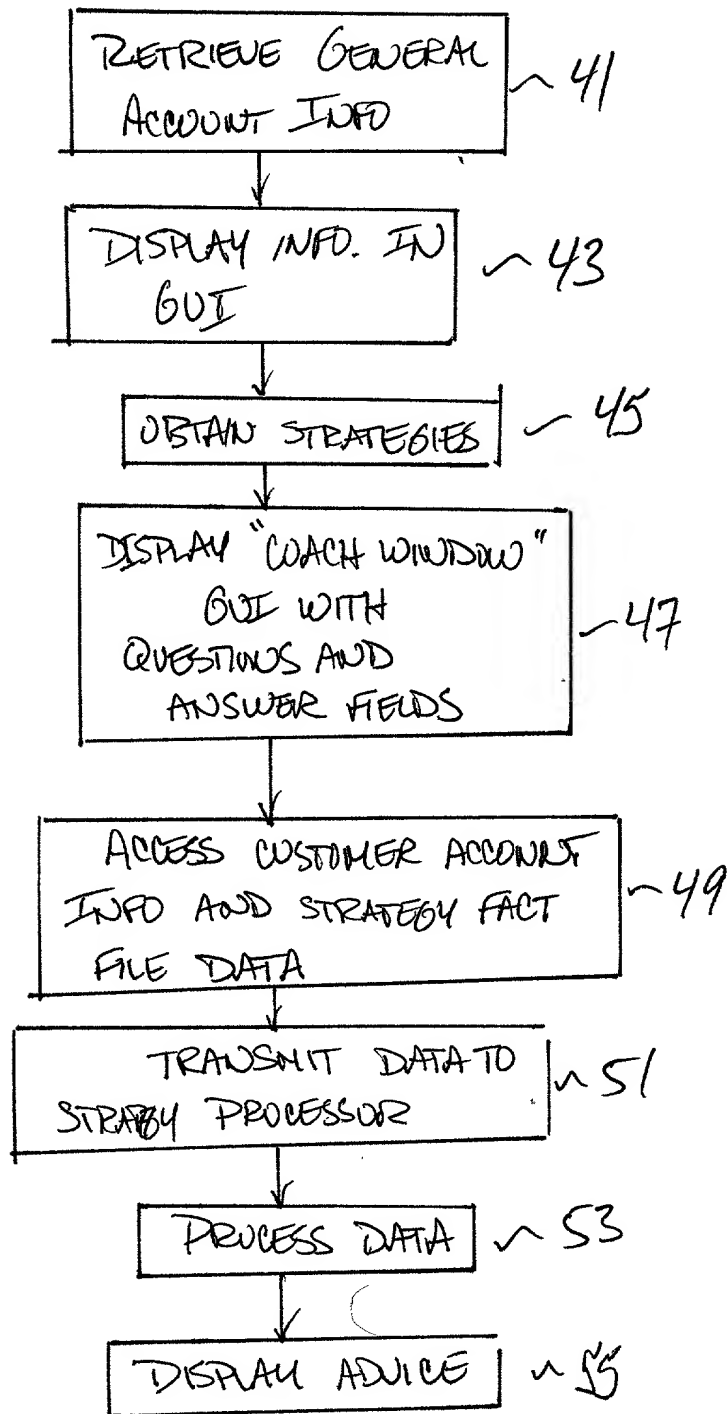 RETRIEVE GENERAL
ACCOUNT INFO
~ 41
DISPLAY INFO. IN
GUI
~ 43
OBTAIN STRATEGIES
~ 45
DISPLAY "COACH WINDOW"
GUI WITH
QUESTIONS AND
ANSWER FIELDS
~ 47
ACCESS CUSTOMER ACCOUNT
INFO AND STRATEGY FACT
FILE DATA
~ 49
TRANSMIT DATA TO
PROCESSOR
~ 51
PROCESS DATA
~ 53
DISPLAY ADVICE
~ 55